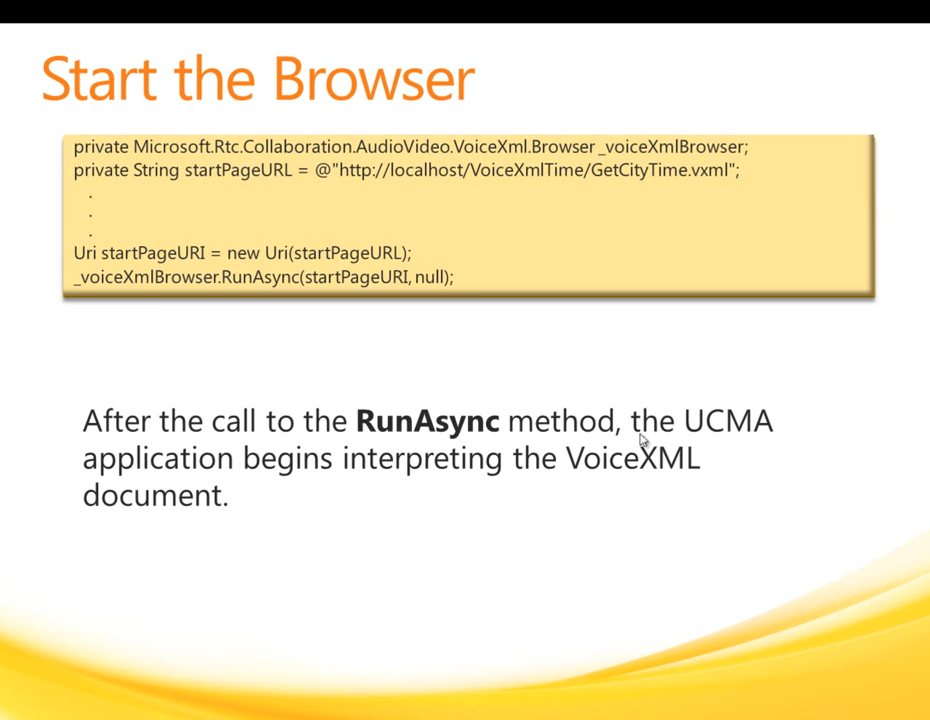 Start the Browser
private Microsoft.Rtc.Collaboration.AudioVideo.VoiceXml.Browser _voiceXmlBrowser;
private String startPageURL = @"http://localhost/VoiceXmlTime/GetCityTime.vxml";
.
.
.
Uri startPageURI = new Uri(startPageURL);
_voiceXmlBrowser.RunAsync(startPageURI, null);
After the call to the RunAsync method, the UCMA
application begins interpreting the VoiceXML
document.